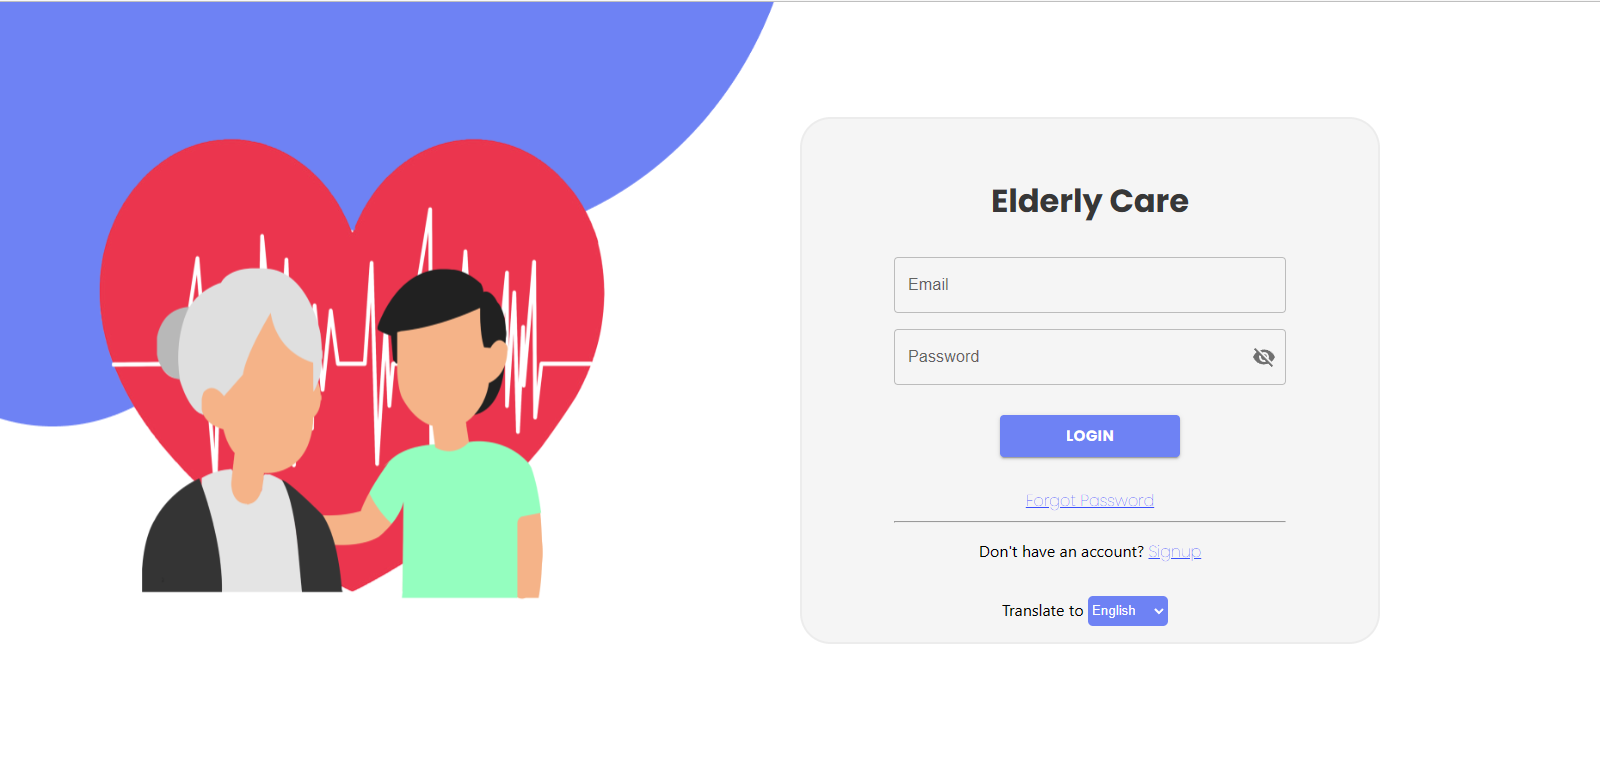 Elderly Care
Email
Password
LOGIN
Forgot Password
Don't have an account? Signup
Translate to English